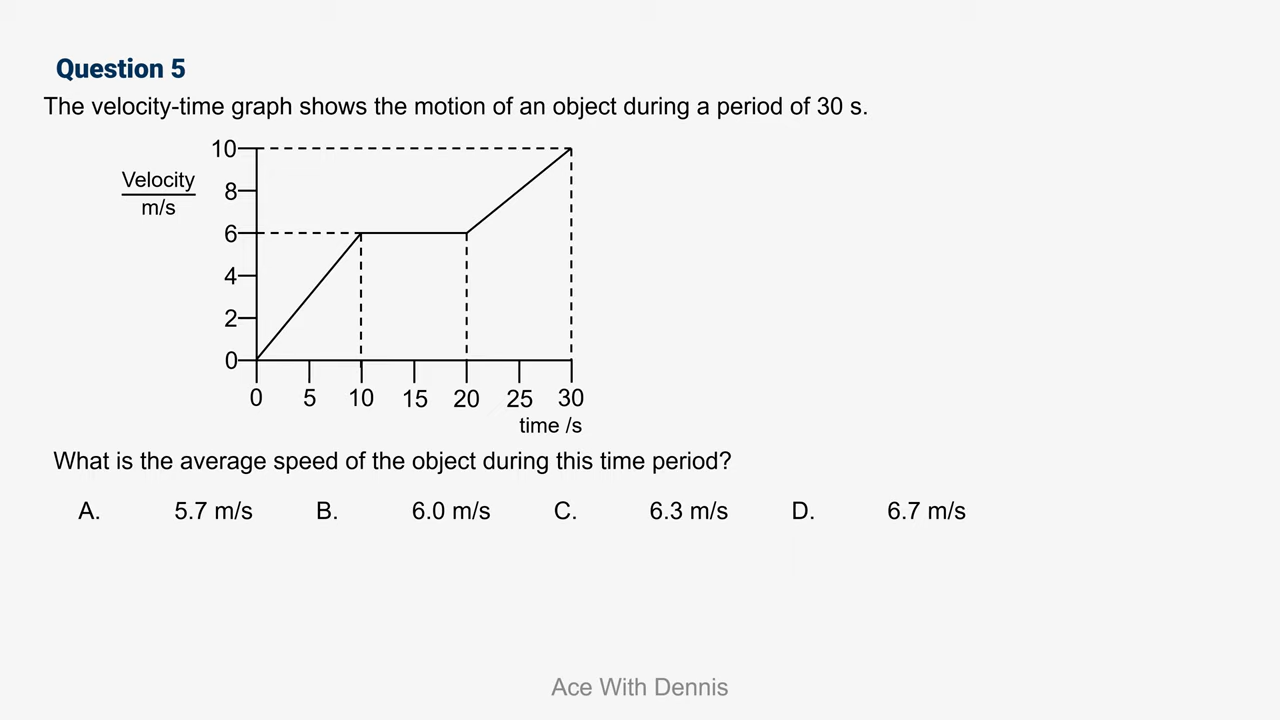 Question 5
The velocity-time graph shows the motion of an object during a period of 30 s.
Velocity
m/s
10
8
6
4
2
0
0 5 10 15 20 25 30
time /s
What is the average speed of the object during this time period?
A. 5.7 m/s B. 6.0 m/s C. 6.3 m/s D. 6.7 m/s
Ace With Dennis